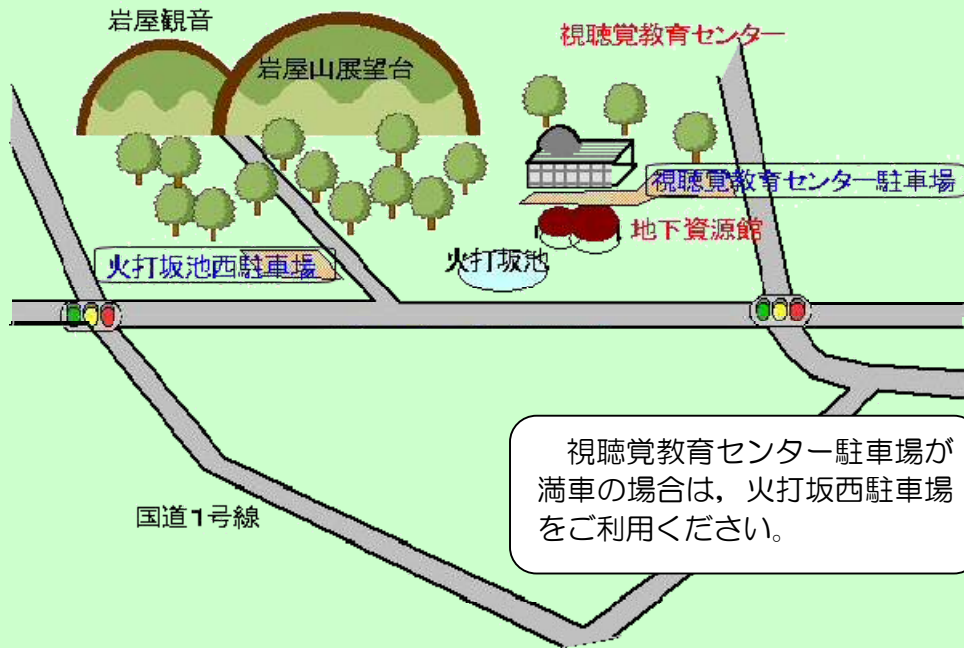 岩屋観音
視聴覚教育センター
岩屋山展望台
視聴覚教育センター駐車場
地下資源館
火打坂池西駐車場
火打坂池
国道1号線
視聴覚教育センター駐車場が
満車の場合は，火打坂西駐車場
をご利用ください。